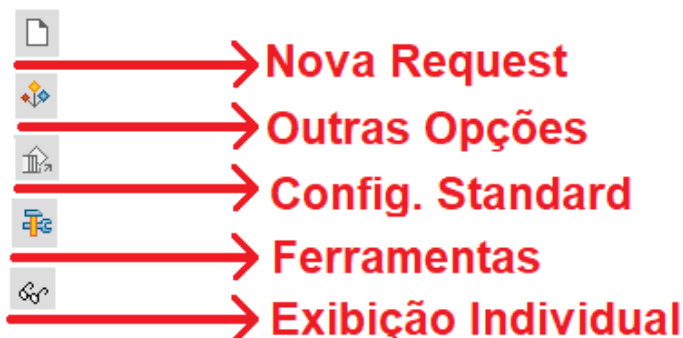 Nova Request
Outras Opções
Config. Standard
Ferramentas
Exibição Individual